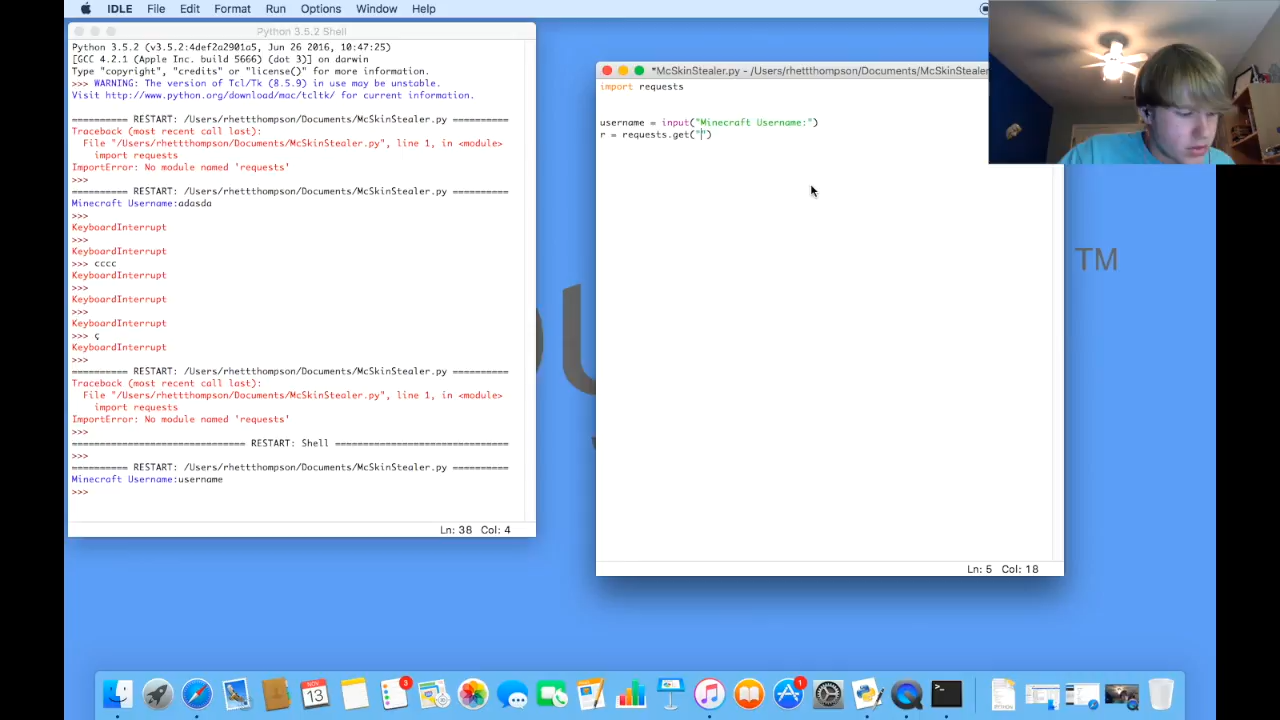 IDLE File Edit Format Run Options Window Help
Python 3.5.2 Shell
Python 3.5.2 (v3.5.2:4def2a2901a5, Jun 26 2016, 10:47:25)
[GCC 4.2.1 (Apple Inc. build 5666) (dot 3)] on darwin
Type "copyright", "credits" or "license()" for more information.
>>> WARNING: The version of Tcl/Tk (8.5.9) in use may be unstable.
Visit http://www.python.org/download/mac/tcltk/ for current information.
========== RESTART: /Users/rhettthompson/Documents/McSkinStealer.py ==========
Traceback (most recent call last):
File "/Users/rhettthompson/Documents/McSkinStealer.py", line 1, in <module>
import requests
ImportError: No module named 'requests'
>>>
========== RESTART: /Users/rhettthompson/Documents/McSkinStealer.py ==========
Minecraft Username:adasda
>>>
KeyboardInterrupt
>>>
KeyboardInterrupt
>>> cccc
KeyboardInterrupt
>>>
KeyboardInterrupt
>>>
KeyboardInterrupt
>>> ç
KeyboardInterrupt
>>>
========== RESTART: /Users/rhettthompson/Documents/McSkinStealer.py ==========
Traceback (most recent call last):
File "/Users/rhettthompson/Documents/McSkinStealer.py", line 1, in <module>
import requests
ImportError: No module named 'requests'
>>>
=============================== RESTART: Shell ===============================
>>>
========== RESTART: /Users/rhettthompson/Documents/McSkinStealer.py ==========
Minecraft Username:username
>>>
Ln: 38 Col: 4
*McSkinStealer.py - /Users/rhettthompson/Documents/McSkinStealer
import requests
username = input("Minecraft Username:")
r = requests.get("")
Ln: 5 Col: 18
TM
NOV
13
3
1